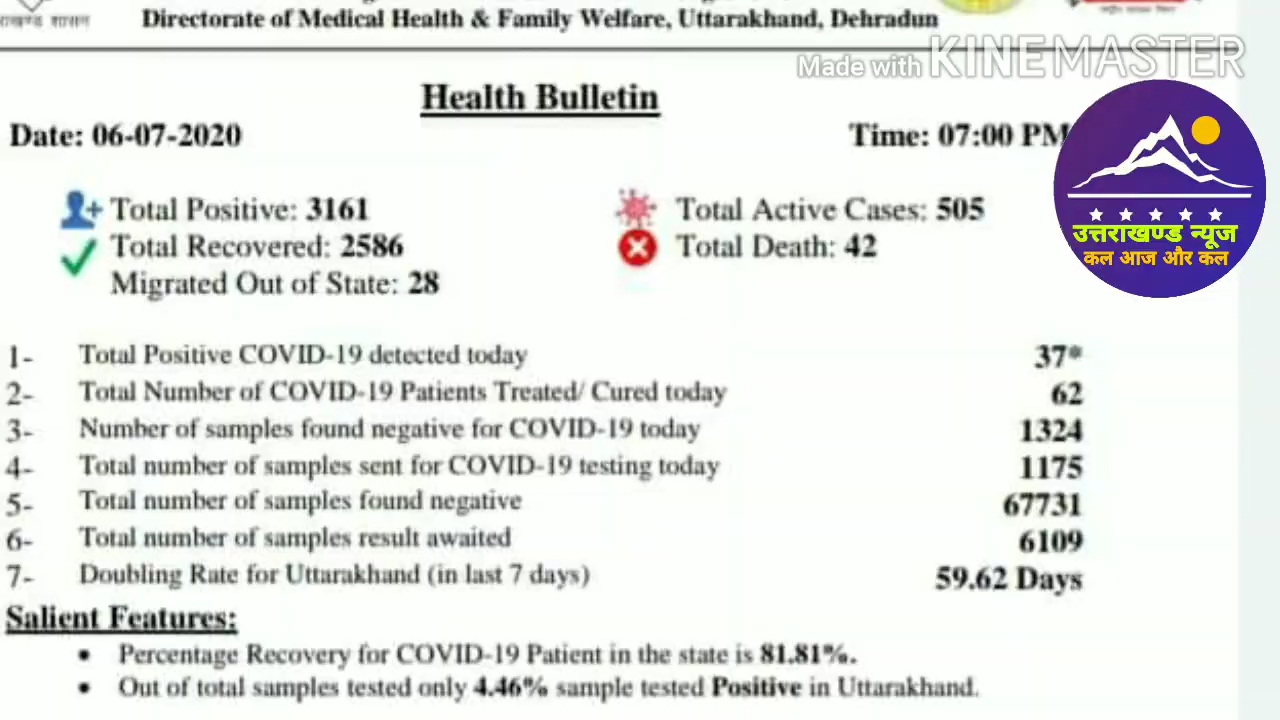 राखण्ड शासन
Directorate of Medical Health & Family Welfare, Uttarakhand, Dehradun
Made with KINEMASTER
Health Bulletin
Date: 06-07-2020 Time: 07:00 PM
Total Positive: 3161 Total Active Cases: 505
Total Recovered: 2586 Total Death: 42
Migrated Out of State: 28
उत्तराखण्ड न्यूज
कल आज और कल
1- Total Positive COVID-19 detected today 37*
2- Total Number of COVID-19 Patients Treated/ Cured today 62
3- Number of samples found negative for COVID-19 today 1324
4- Total number of samples sent for COVID-19 testing today 1175
5- Total number of samples found negative 67731
6- Total number of samples result awaited 6109
7- Doubling Rate for Uttarakhand (in last 7 days) 59.62 Days
Salient Features:
• Percentage Recovery for COVID-19 Patient in the state is 81.81%.
• Out of total samples tested only 4.46% sample tested Positive in Uttarakhand.